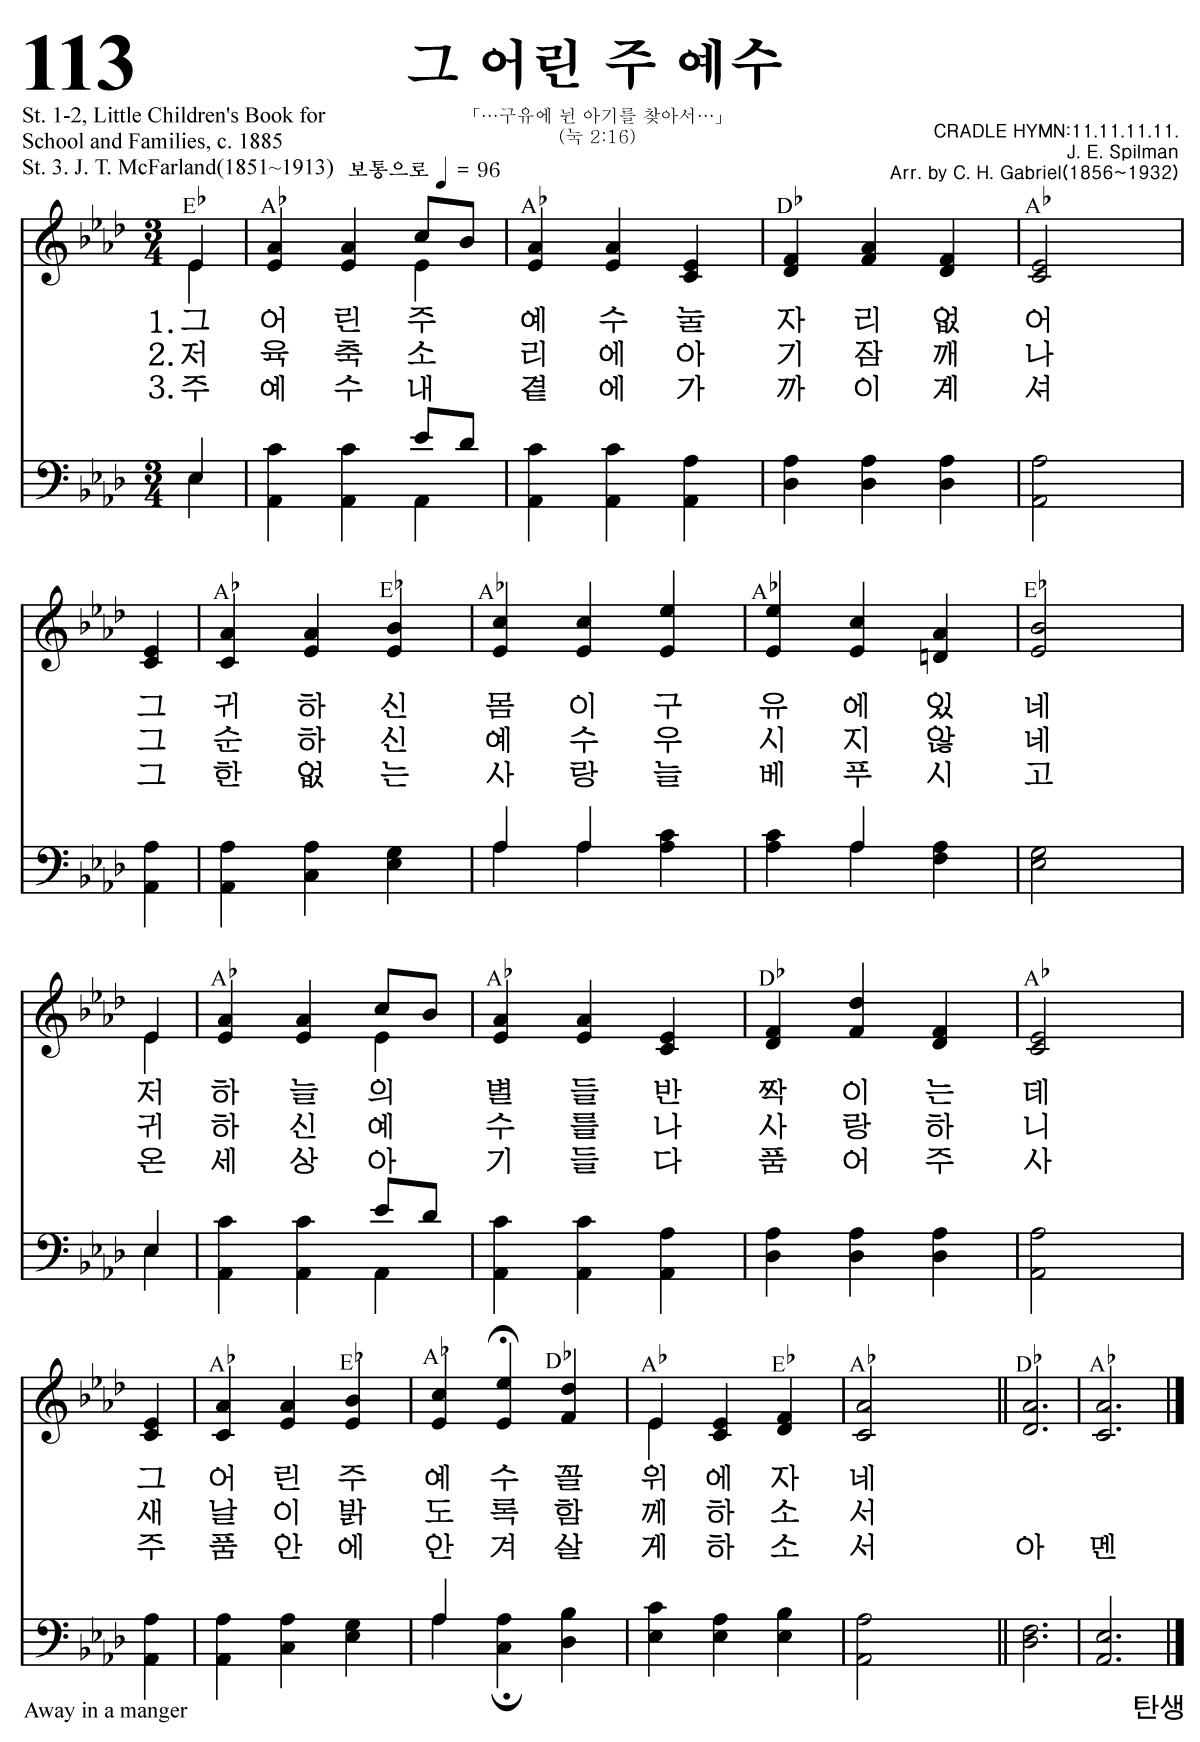 113
그 어린 주 예수
St. 1-2, Little Children's Book for
School and Families, c. 1885
St. 3. J. T. McFarland(1851~1913)
「…구유에 뉜 아기를 찾아서…」
(눅 2:16)
보통으로 ♩ = 96
CRADLE HYMN:11.11.11.11.
J. E. Spilman
Arr. by C. H. Gabriel(1856~1932)
E♭ A♭ A♭ D♭ A♭
3 4
1.그 어 린 주 예 수 눌 자 리 없 어
2.저 육 축 소 리 에 아 기 잠 깨 나
3.주 예 수 내 곁 에 가 까 이 계 셔
3 4
A♭ E♭ A♭ A♭ E♭
그 귀 하 신 몸 이 구 유 에 있 네
그 순 하 신 예 수 우 시 지 않 네
그 한 없 는 사 랑 늘 베 푸 시 고
A♭ A♭ D♭ A♭
저 하 늘 의 별 들 반 짝 이 는 데
귀 하 신 예 수 를 나 사 랑 하 니
온 세 상 아 기 들 다 품 어 주 사
A♭ E♭ A♭ D♭ A♭ E♭ A♭ D♭ A♭
그 어 린 주 예 수 꼴 위 에 자 네
새 날 이 밝 도 록 함 께 하 소 서
주 품 안 에 안 겨 살 게 하 소 서 아 멘
Away in a manger
탄생